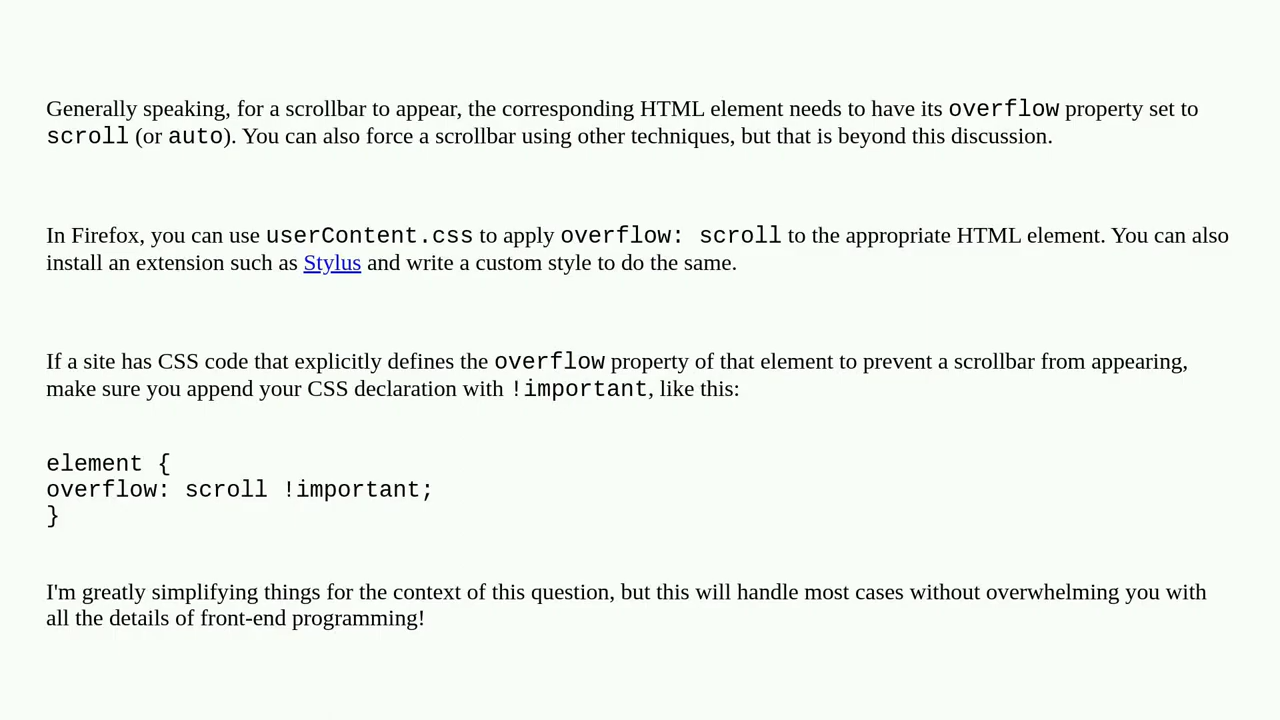 Generally speaking, for a scrollbar to appear, the corresponding HTML element needs to have its overflow property set to
scroll (or auto). You can also force a scrollbar using other techniques, but that is beyond this discussion.
In Firefox, you can use userContent.css to apply overflow: scroll to the appropriate HTML element. You can also
install an extension such as Stylus and write a custom style to do the same.
If a site has CSS code that explicitly defines the overflow property of that element to prevent a scrollbar from appearing,
make sure you append your CSS declaration with !important, like this:
element {
overflow: scroll !important;
}
I'm greatly simplifying things for the context of this question, but this will handle most cases without overwhelming you with
all the details of front-end programming!